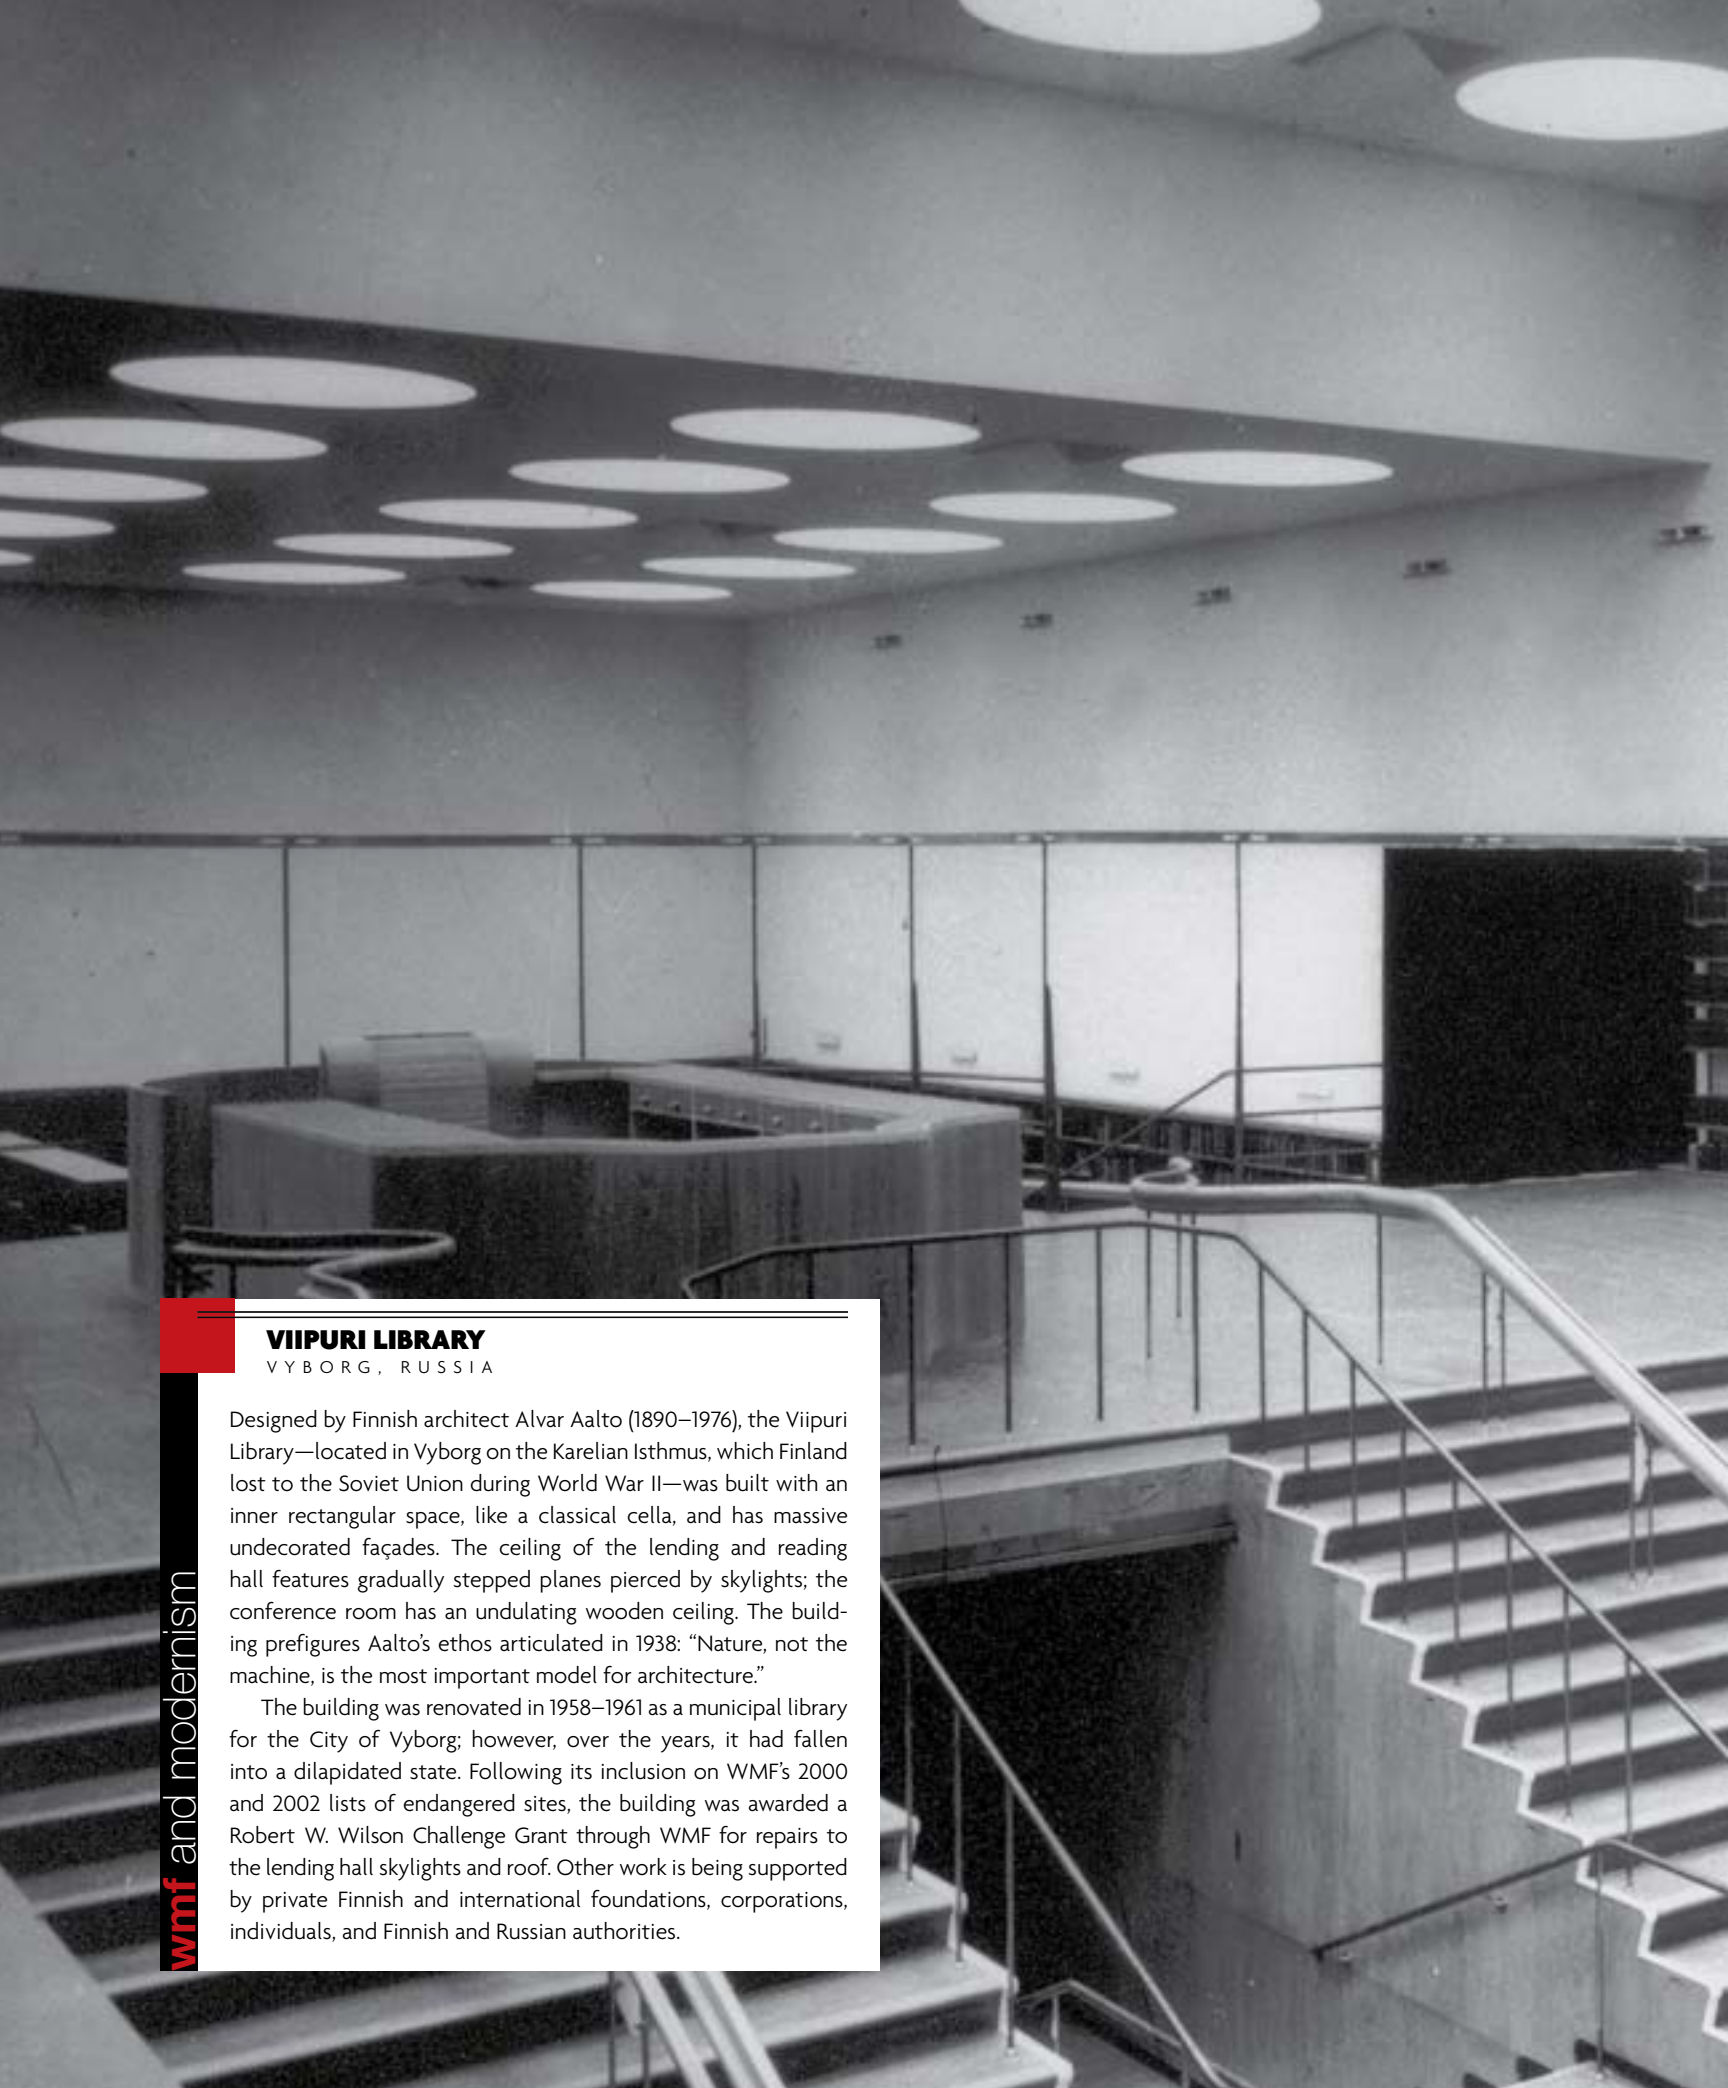 VIIPURI LIBRARY
VYBORG, RUSSIA
Designed by Finnish architect Alvar Aalto (1890–1976), the Viipuri
Library—located in Vyborg on the Karelian Isthmus, which Finland
lost to the Soviet Union during World War II—was built with an
inner rectangular space, like a classical cella, and has massive
undecorated façades. The ceiling of the lending and reading
hall features gradually stepped planes pierced by skylights; the
conference room has an undulating wooden ceiling. The build-
ing prefigures Aalto’s ethos articulated in 1938: “Nature, not the
machine, is the most important model for architecture.”
The building was renovated in 1958–1961 as a municipal library
for the City of Vyborg; however, over the years, it had fallen
into a dilapidated state. Following its inclusion on WMF’s 2000
and 2002 lists of endangered sites, the building was awarded a
Robert W. Wilson Challenge Grant through WMF for repairs to
the lending hall skylights and roof. Other work is being supported
by private Finnish and international foundations, corporations,
individuals, and Finnish and Russian authorities.
wmf and modernism